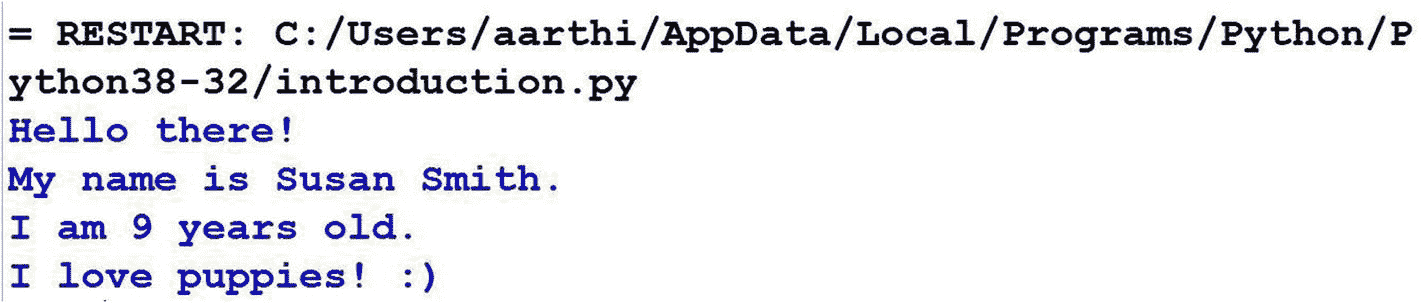 = RESTART: C:/Users/aarthi/AppData/Local/Programs/Python/P
ython38-32/introduction.py
Hello there!
My name is Susan Smith.
I am 9 years old.
I love puppies! :)